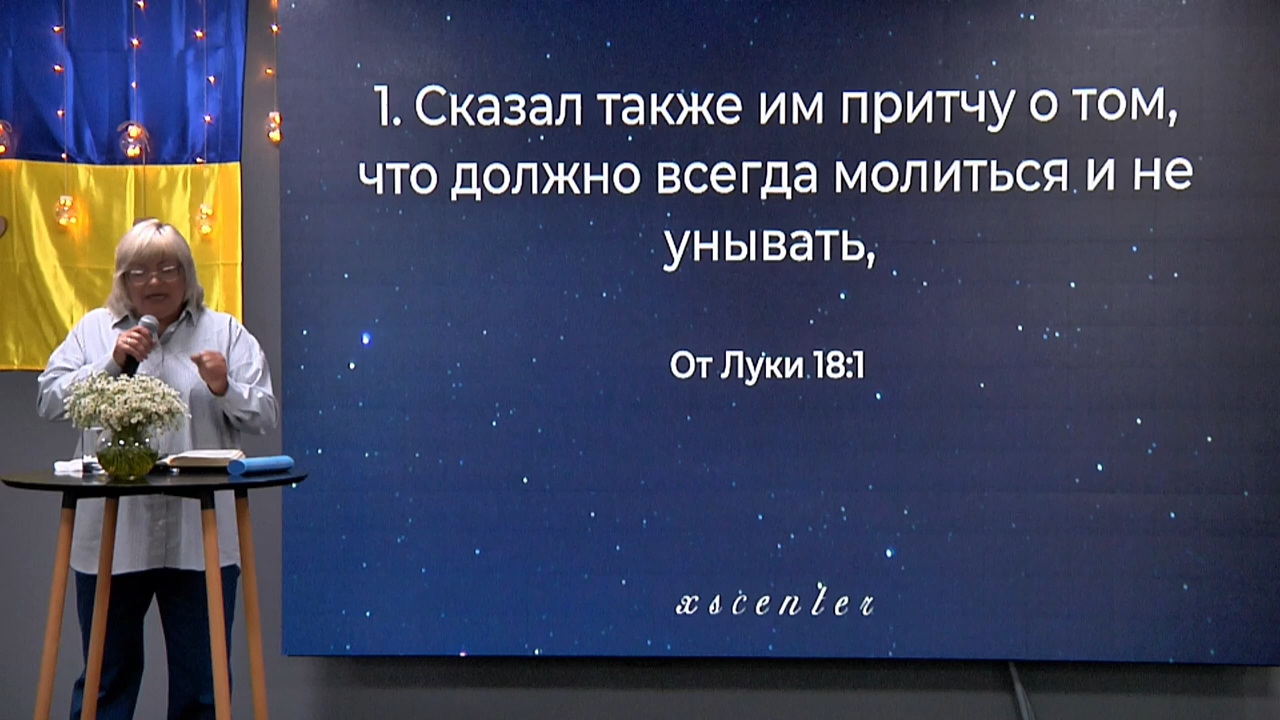 1. Сказал также им притчу о том,
что должно всегда молиться и не
унывать,
От Луки 18:1
xscenter